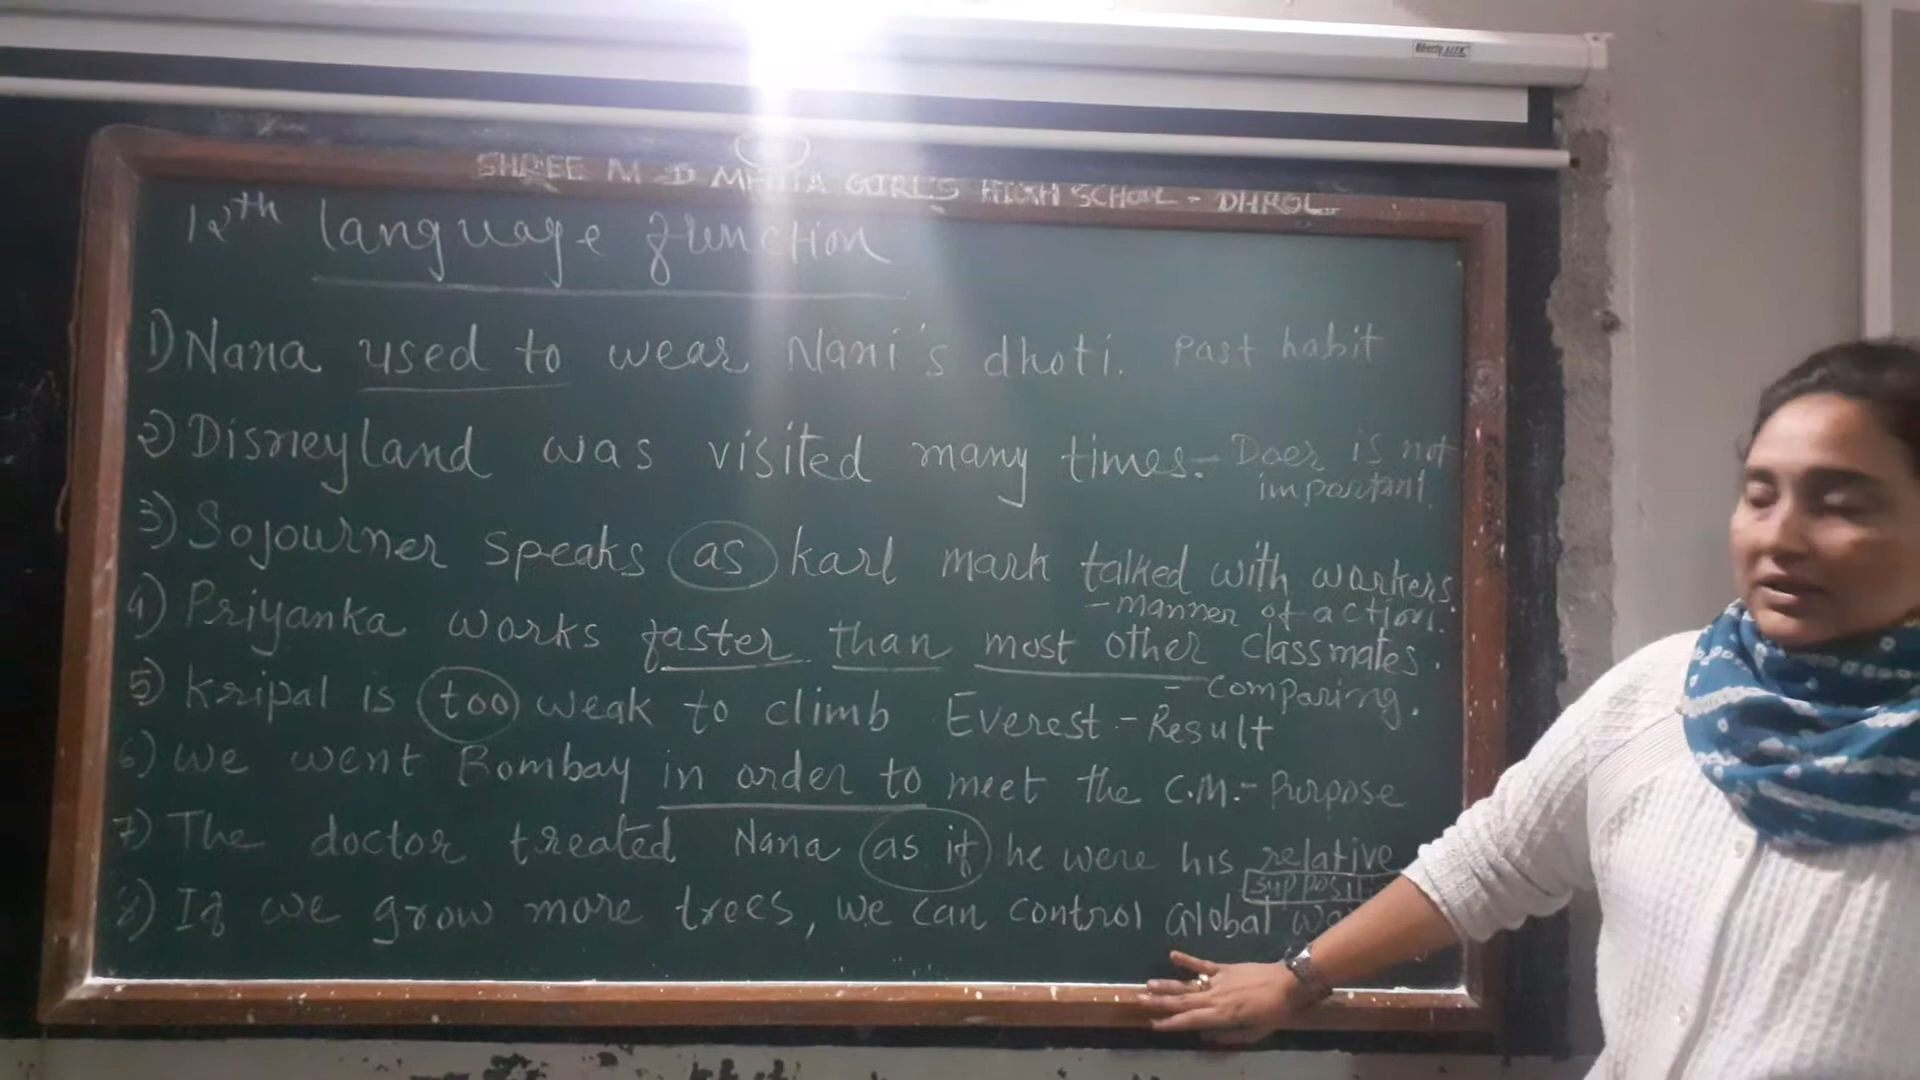 SHREE M D MEHTA GIRL'S HIGH SCHOOL - DHROL
12th language function
1) Nana used to wear Nani's dhoti. Past habit
2) Disneyland was visited many times. - Doer is not
important.
3) Sojourner speaks as karl mark talked with workers.
- manner of action.
4) Priyanka works faster than most other classmates.
- comparing.
5) Kripal is too weak to climb Everest - Result
6) we went Bombay in order to meet the C.M. - Purpose
7) The doctor treated Nana as if he were his relative
8) If we grow more trees, we can control Global